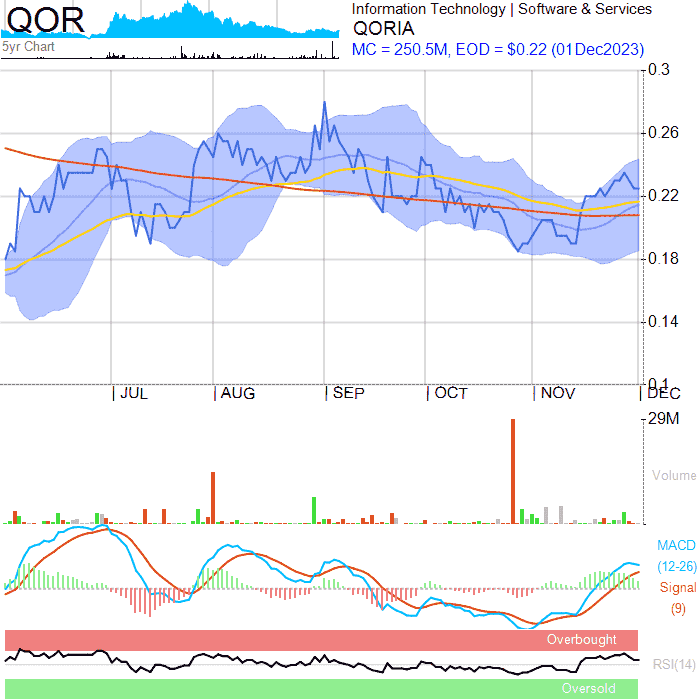 QOR
5yr Chart
Information Technology | Software & Services
QORIA
MC = 250.5M, EOD = $0.22 (01Dec2023)
0.3
0.26
0.22
0.18
0.14
0.1
JUL AUG SEP OCT NOV DEC
29M
Volume
MACD
(12-26)
Signal
(9)
Overbought
RSI(14)
Oversold